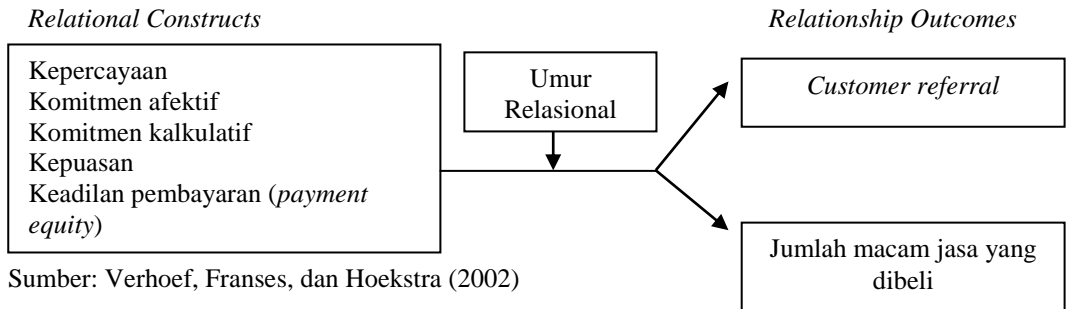 Relational Constructs
Relationship Outcomes
Kepercayaan
Komitmen afektif
Komitmen kalkulatif
Kepuasan
Keadilan pembayaran (payment
equity)
Umur
Relasional
Customer referral
Jumlah macam jasa yang
dibeli
Sumber: Verhoef, Franses, dan Hoekstra (2002)